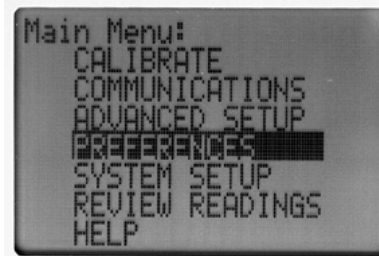 Main Menu:
CALIBRATE
COMMUNICATIONS
ADVANCED SETUP
PREFERENCES
SYSTEM SETUP
REVIEW READINGS
HELP